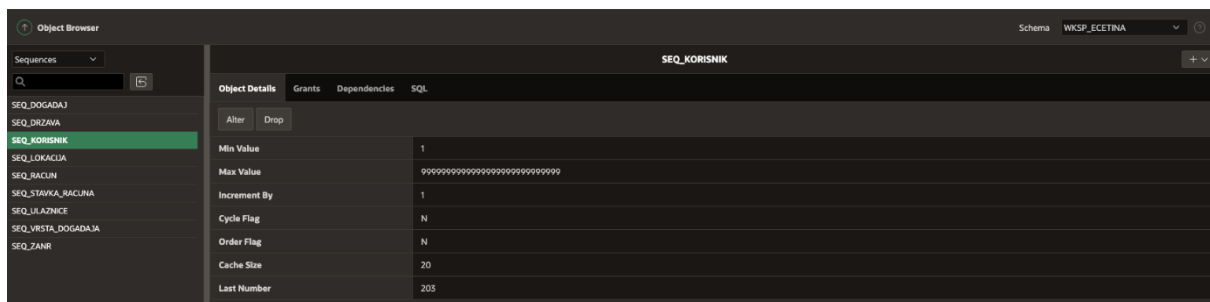 Object Browser
Schema WKSP_ECETINA
Sequences
SEQ_KORISNIK
Object Details Grants Dependencies SQL
SEQ_DOGADAJ
SEQ_DRZAVA
SEQ_KORISNIK
SEQ_LOKACIJA
SEQ_RACUN
SEQ_STAVKA_RACUNA
SEQ_ULAZNICE
SEQ_VRSTA_DOGADAJA
SEQ_ZANR
Alter Drop
Min Value 1
Max Value 9999999999999999999999999999
Increment By 1
Cycle Flag N
Order Flag N
Cache Size 20
Last Number 203